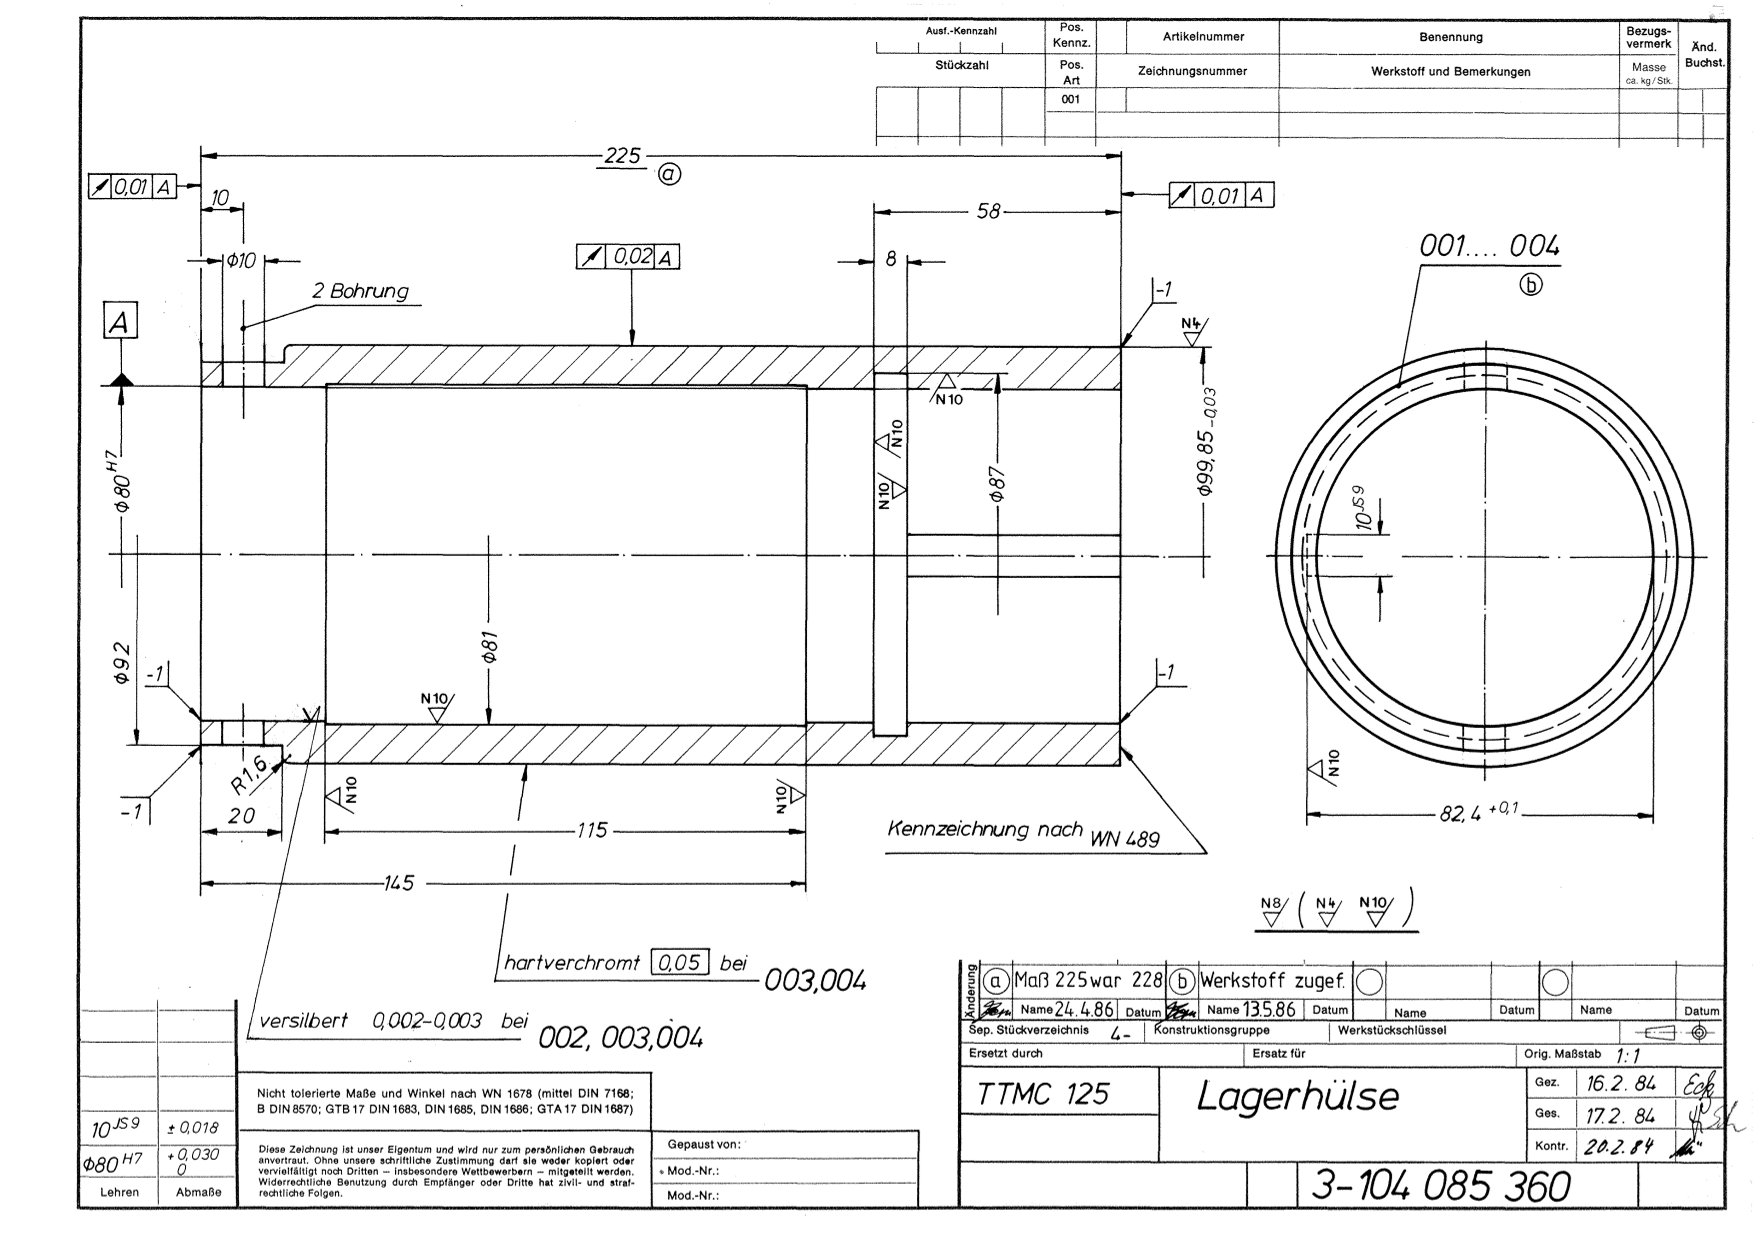 Ausf.-Kennzahl
Pos.
Kennz.
Artikelnummer
Benennung
Bezugs-
vermerk
Änd.
Buchst.
Stückzahl
Pos.
Art
Zeichnungsnummer
Werkstoff und Bemerkungen
Masse
ca. kg/Stk.
001
225
a
0,01 A
10
0,01 A
58
Φ10
0,02 A
8
001.... 004
b
2 Bohrung
-1
A
N4
N10
N10
N10
Φ80 H7
Φ87
Φ99,85 -0,03
10 JS9
Φ92
Φ81
-1
-1
N10
R1,6
N10
N10
N10
-1
20
115
82,4 +0,1
Kennzeichnung nach WN 489
145
N8 ( N4 N10 )
hartverchromt 0,05 bei 003,004
versilbert 0,002-0,003 bei 002, 003,004
Änderung
a Maß 225 war 228 b Werkstoff zugef.
Name 24.4.86 Datum Name 13.5.86 Datum Name Datum Name Datum
Sep. Stückverzeichnis 4- Konstruktionsgruppe Werkstückschlüssel
Ersetzt durch Ersatz für Orig. Maßstab 1:1
TTMC 125
Lagerhülse
Gez. 16.2.84 Eck
Ges. 17.2.84
Kontr. 20.2.84
3-104 085 360
Nicht tolerierte Maße und Winkel nach WN 1678 (mittel DIN 7168;
B DIN 8570; GTB 17 DIN 1683, DIN 1685, DIN 1686; GTA 17 DIN 1687)
Diese Zeichnung ist unser Eigentum und wird nur zum persönlichen Gebrauch
anvertraut. Ohne unsere schriftliche Zustimmung darf sie weder kopiert oder
vervielfältigt noch Dritten – insbesondere Wettbewerbern – mitgeteilt werden.
Widerrechtliche Benutzung durch Empfänger oder Dritte hat zivil- und straf-
rechtliche Folgen.
Gepaust von:
Mod.-Nr.:
Mod.-Nr.:
10 JS9 ± 0,018
Φ80 H7 +0,030
0
Lehren Abmaße